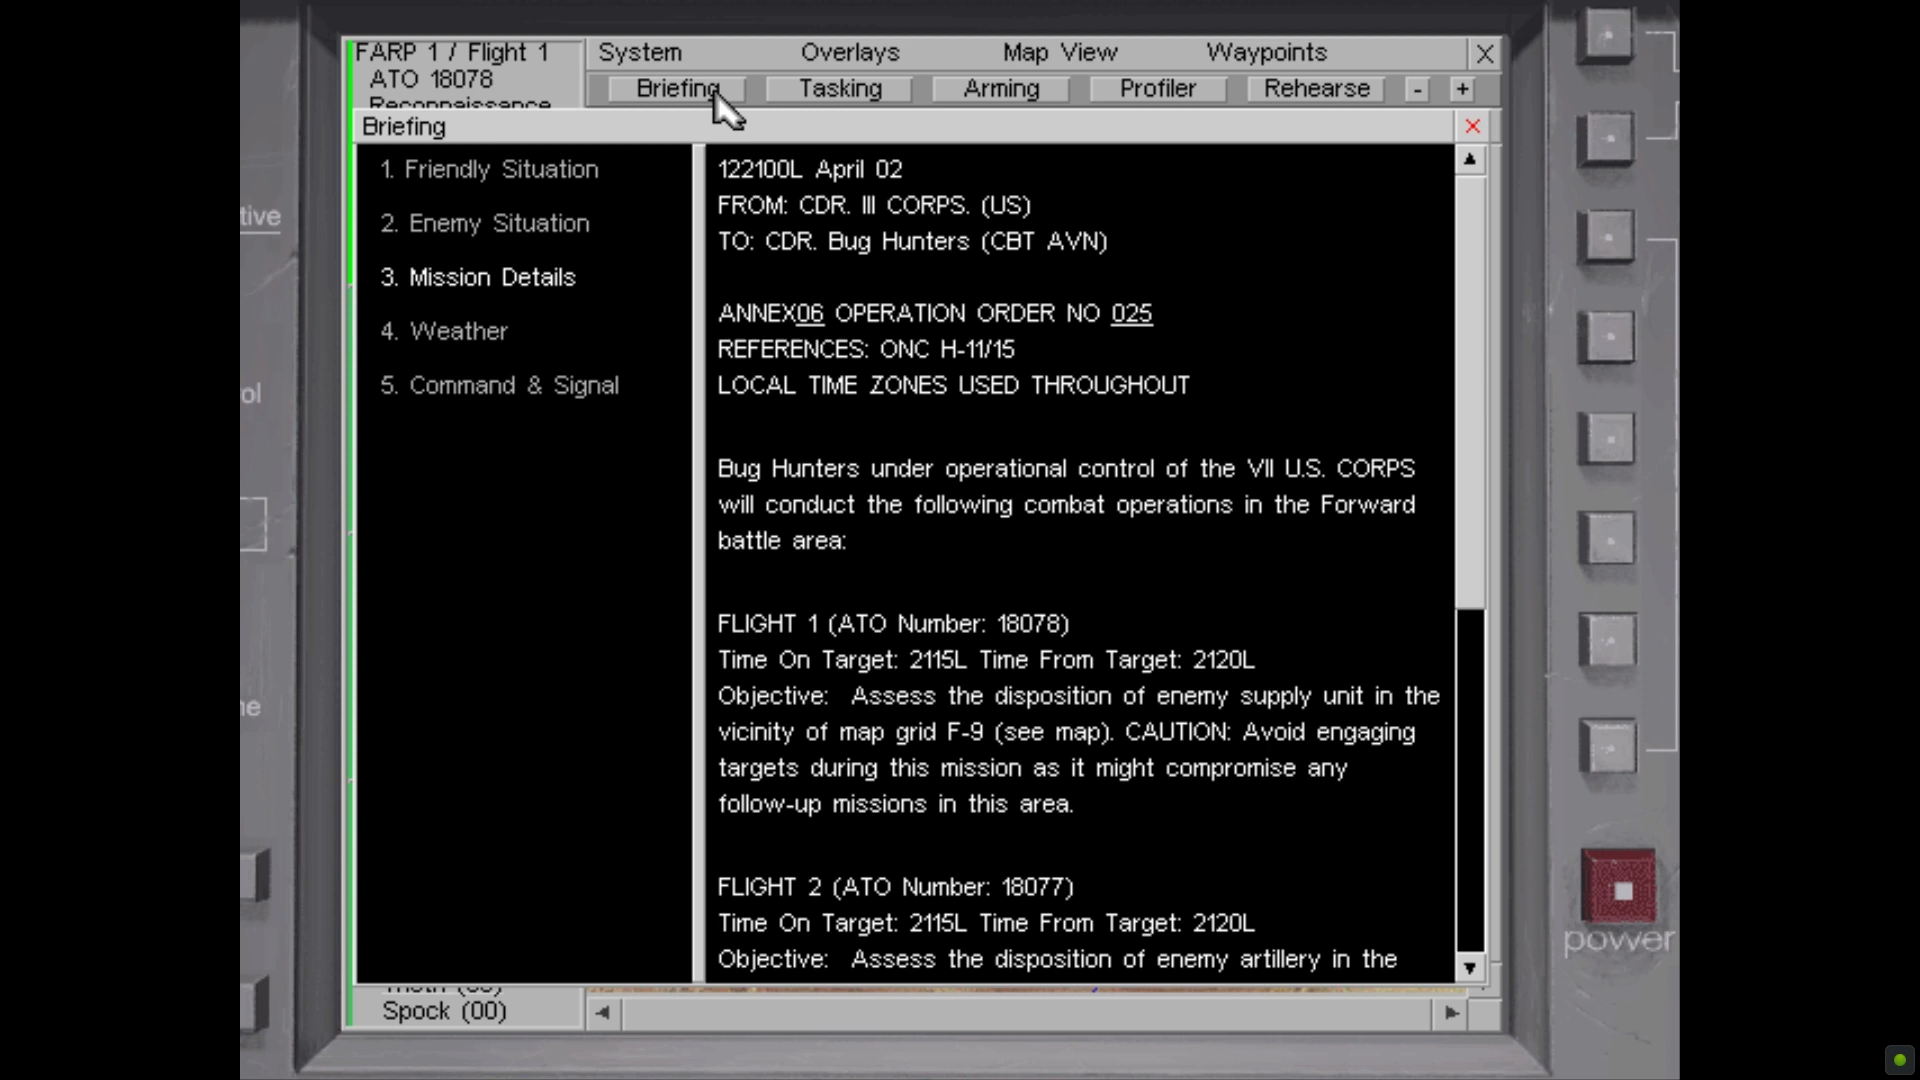 FARP 1 / Flight 1
ATO 18078
Reconnaissance
System Overlays Map View Waypoints X
Briefing Tasking Arming Profiler Rehearse - +
Briefing
1. Friendly Situation
2. Enemy Situation
3. Mission Details
4. Weather
5. Command & Signal
122100L April 02
FROM: CDR. III CORPS. (US)
TO: CDR. Bug Hunters (CBT AVN)
ANNEX06 OPERATION ORDER NO 025
REFERENCES: ONC H-11/15
LOCAL TIME ZONES USED THROUGHOUT
Bug Hunters under operational control of the VII U.S. CORPS
will conduct the following combat operations in the Forward
battle area:
FLIGHT 1 (ATO Number: 18078)
Time On Target: 2115L Time From Target: 2120L
Objective: Assess the disposition of enemy supply unit in the
vicinity of map grid F-9 (see map). CAUTION: Avoid engaging
targets during this mission as it might compromise any
follow-up missions in this area.
FLIGHT 2 (ATO Number: 18077)
Time On Target: 2115L Time From Target: 2120L
Objective: Assess the disposition of enemy artillery in the
Spock (00)
tive
ol
power